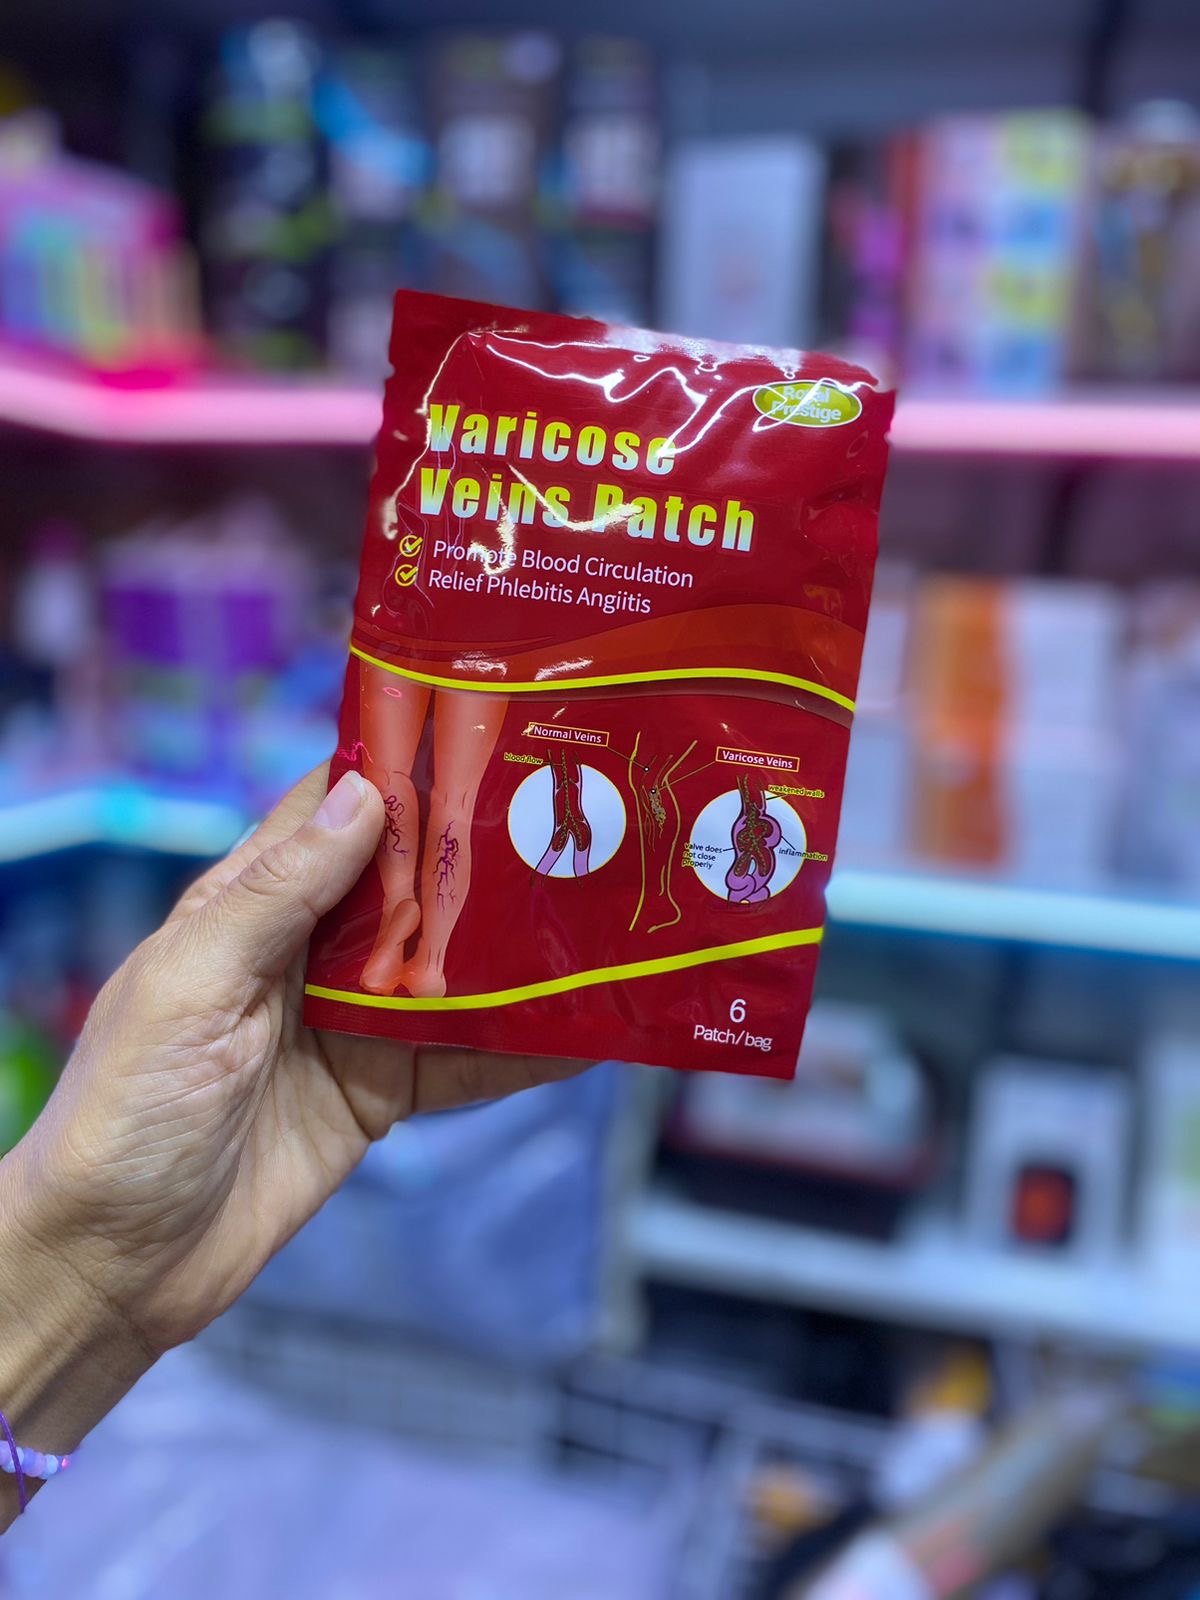 Royal
Prestige
Varicose
Veins Patch
Promote Blood Circulation
Relief Phlebitis Angiitis
Normal Veins
blood flow
Varicose Veins
weakened walls
valve does
not close
properly
inflammation
6
Patch/bag